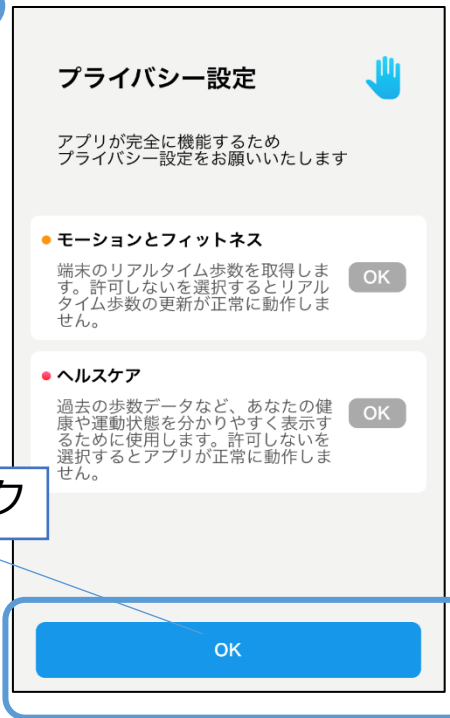 プライバシー設定
アプリが完全に機能するため
プライバシー設定をお願いいたします
モーションとフィットネス
端末のリアルタイム歩数を取得しま
す。許可しないを選択するとリアル
タイム歩数の更新が正常に動作しま
せん。
OK
ヘルスケア
過去の歩数データなど、あなたの健
康や運動状態を分かりやすく表示す
るために使用します。許可しないを
選択するとアプリが正常に動作しま
せん。
OK
ク
OK